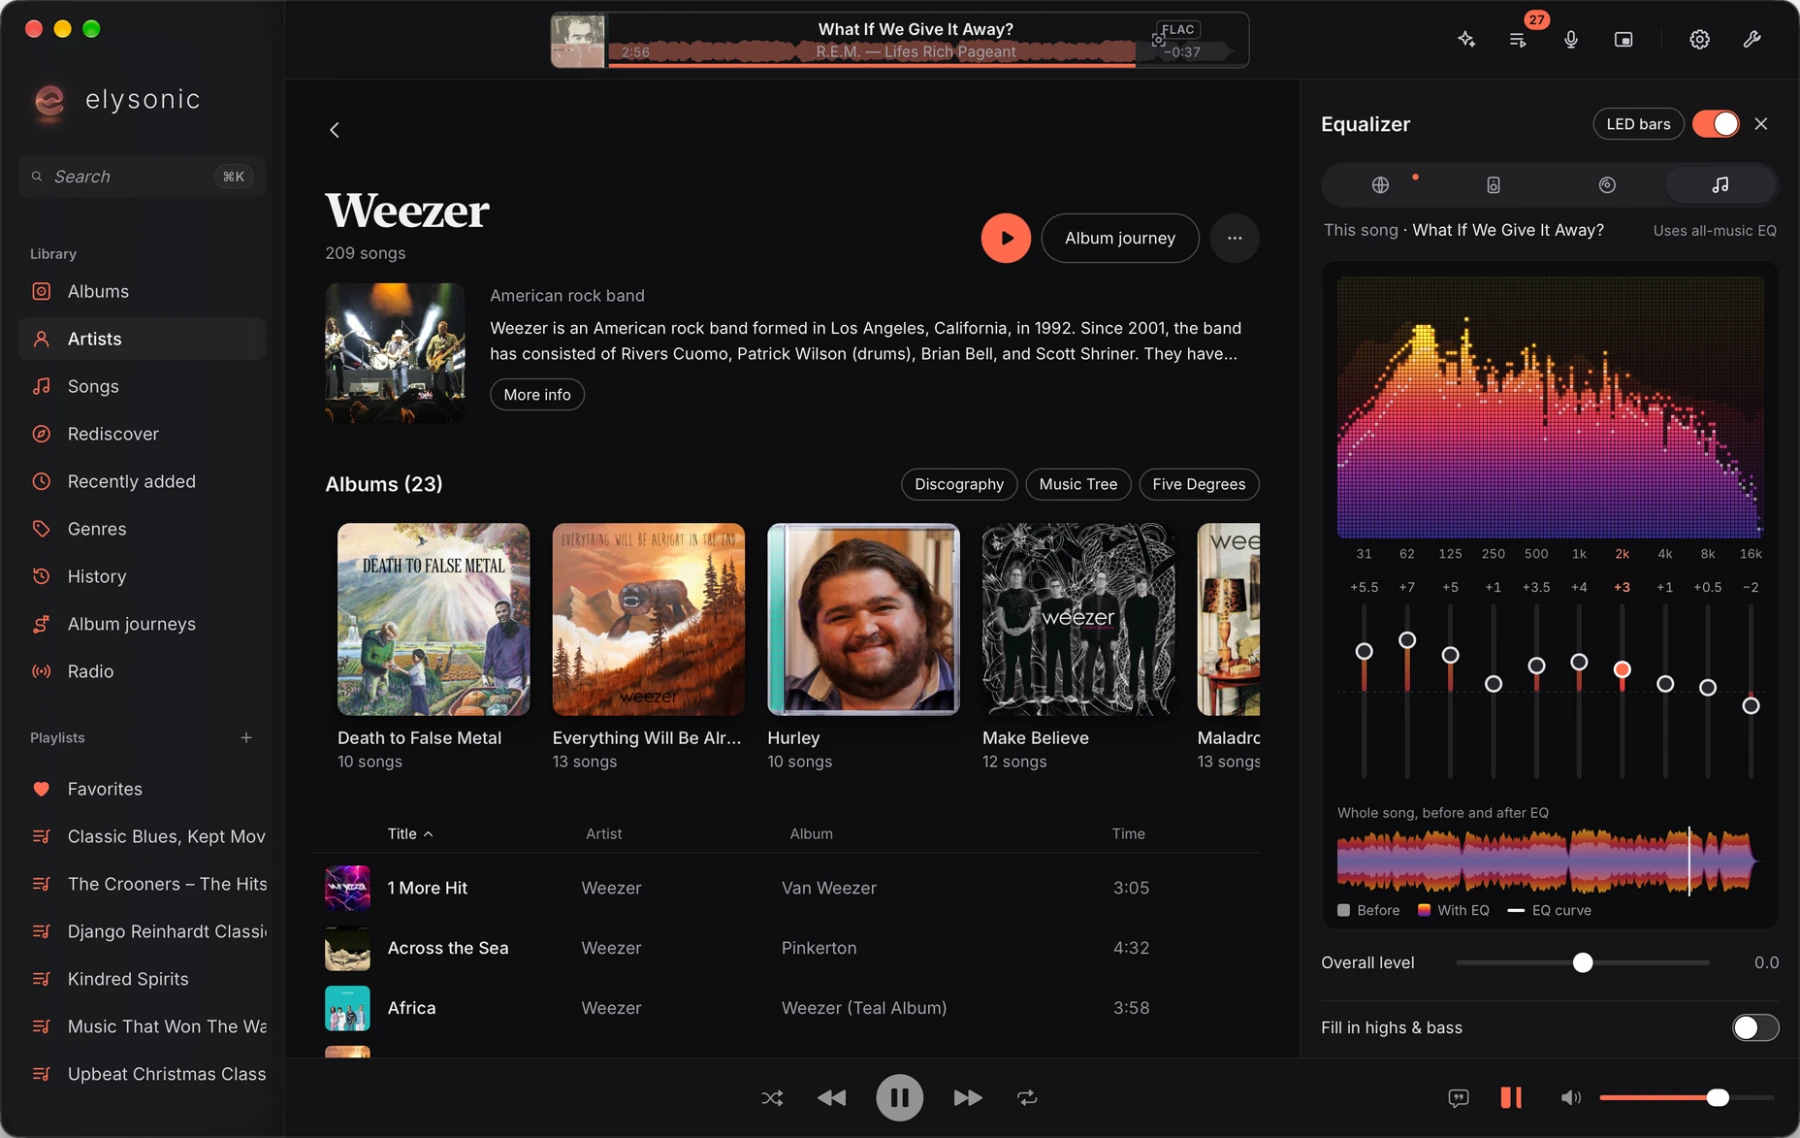 What If We Give It Away?
FLAC
2:56
R.E.M. — Lifes Rich Pageant
−0:37
27
elysonic
Search
⌘K
Library
Albums
Artists
Songs
Rediscover
Recently added
Genres
History
Album journeys
Radio
Playlists
Favorites
Classic Blues, Kept Mov
The Crooners – The Hits
Django Reinhardt Classi
Kindred Spirits
Music That Won The Wa
Upbeat Christmas Class
Weezer
209 songs
Album journey
American rock band
Weezer is an American rock band formed in Los Angeles, California, in 1992. Since 2001, the band
has consisted of Rivers Cuomo, Patrick Wilson (drums), Brian Bell, and Scott Shriner. They have...
More info
Albums (23)
Discography
Music Tree
Five Degrees
DEATH TO FALSE METAL
EVERYTHING WILL BE ALRIGHT IN THE END
weezer
weezer
wee
Death to False Metal
10 songs
Everything Will Be Alr...
13 songs
Hurley
10 songs
Make Believe
12 songs
Maladro
13 songs
Title Artist Album Time
1 More Hit Weezer Van Weezer 3:05
Across the Sea Weezer Pinkerton 4:32
Africa Weezer Weezer (Teal Album) 3:58
Equalizer
LED bars
This song · What If We Give It Away?
Uses all-music EQ
31 62 125 250 500 1k 2k 4k 8k 16k
+5.5 +7 +5 +1 +3.5 +4 +3 +1 +0.5 −2
Whole song, before and after EQ
Before
With EQ
EQ curve
Overall level
0.0
Fill in highs & bass